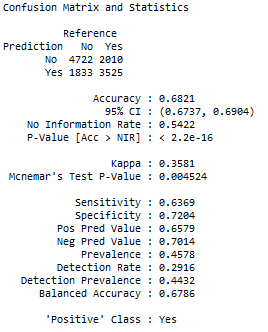 Confusion Matrix and Statistics
Reference
Prediction No Yes
No 4722 2010
Yes 1833 3525
Accuracy : 0.6821
95% CI : (0.6737, 0.6904)
No Information Rate : 0.5422
P-Value [Acc > NIR] : < 2.2e-16
Kappa : 0.3581
Mcnemar's Test P-Value : 0.004524
Sensitivity : 0.6369
Specificity : 0.7204
Pos Pred Value : 0.6579
Neg Pred Value : 0.7014
Prevalence : 0.4578
Detection Rate : 0.2916
Detection Prevalence : 0.4432
Balanced Accuracy : 0.6786
'Positive' Class : Yes